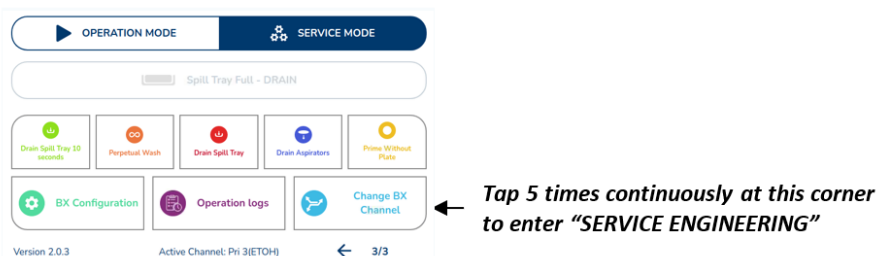 OPERATION MODE
SERVICE MODE
Spill Tray Full - DRAIN
Drain Spill Tray 10
seconds
Perpetual Wash
Drain Spill Tray
Drain Aspirators
Prime Without
Plate
BX Configuration
Operation logs
Change BX
Channel
Tap 5 times continuously at this corner
to enter “SERVICE ENGINEERING”
Version 2.0.3
Active Channel: Pri 3(ETOH)
3/3